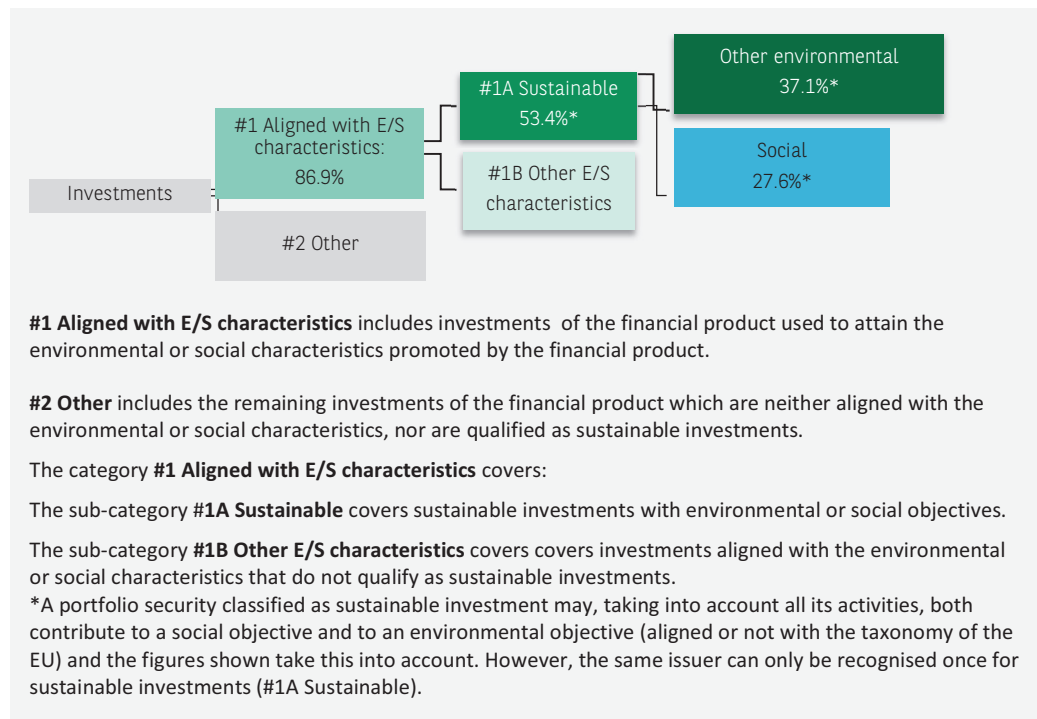 Investments
#1 Aligned with E/S
characteristics:
86.9%
#2 Other
#1A Sustainable
53.4%*
#1B Other E/S
characteristics
Other environmental
37.1%*
Social
27.6%*
#1 Aligned with E/S characteristics includes investments of the financial product used to attain the
environmental or social characteristics promoted by the financial product.
#2 Other includes the remaining investments of the financial product which are neither aligned with the
environmental or social characteristics, nor are qualified as sustainable investments.
The category #1 Aligned with E/S characteristics covers:
The sub-category #1A Sustainable covers sustainable investments with environmental or social objectives.
The sub-category #1B Other E/S characteristics covers covers investments aligned with the environmental
or social characteristics that do not qualify as sustainable investments.
*A portfolio security classified as sustainable investment may, taking into account all its activities, both
contribute to a social objective and to an environmental objective (aligned or not with the taxonomy of the
EU) and the figures shown take this into account. However, the same issuer can only be recognised once for
sustainable investments (#1A Sustainable).